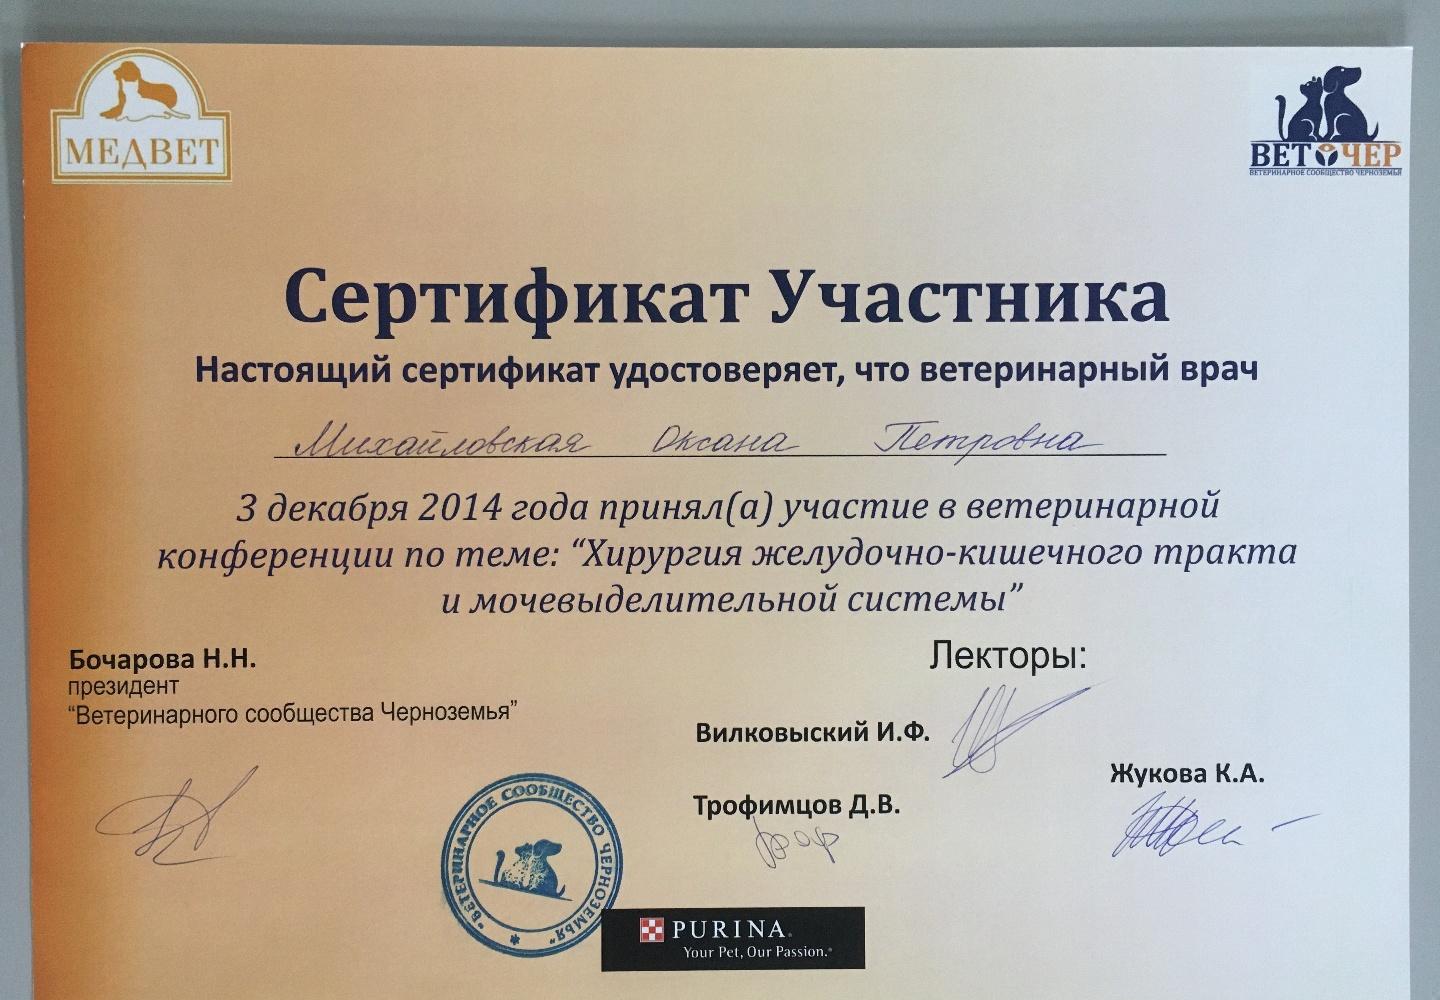 МЕДВЕТ
ВЕТ ЧЕР
ВЕТЕРИНАРНОЕ СООБЩЕСТВО ЧЕРНОЗЕМЬЯ
Сертификат Участника
Настоящий сертификат удостоверяет, что ветеринарный врач
Михайловская Оксана Петровна
3 декабря 2014 года принял(а) участие в ветеринарной
конференции по теме: “Хирургия желудочно-кишечного тракта
и мочевыделительной системы”
Бочарова Н.Н.
президент
“Ветеринарного сообщества Черноземья”
Лекторы:
Вилковыский И.Ф.
Жукова К.А.
Трофимцов Д.В.
"ВЕТЕРИНАРНОЕ СООБЩЕСТВО ЧЕРНОЗЕМЬЯ" *
PURINA
Your Pet, Our Passion.®